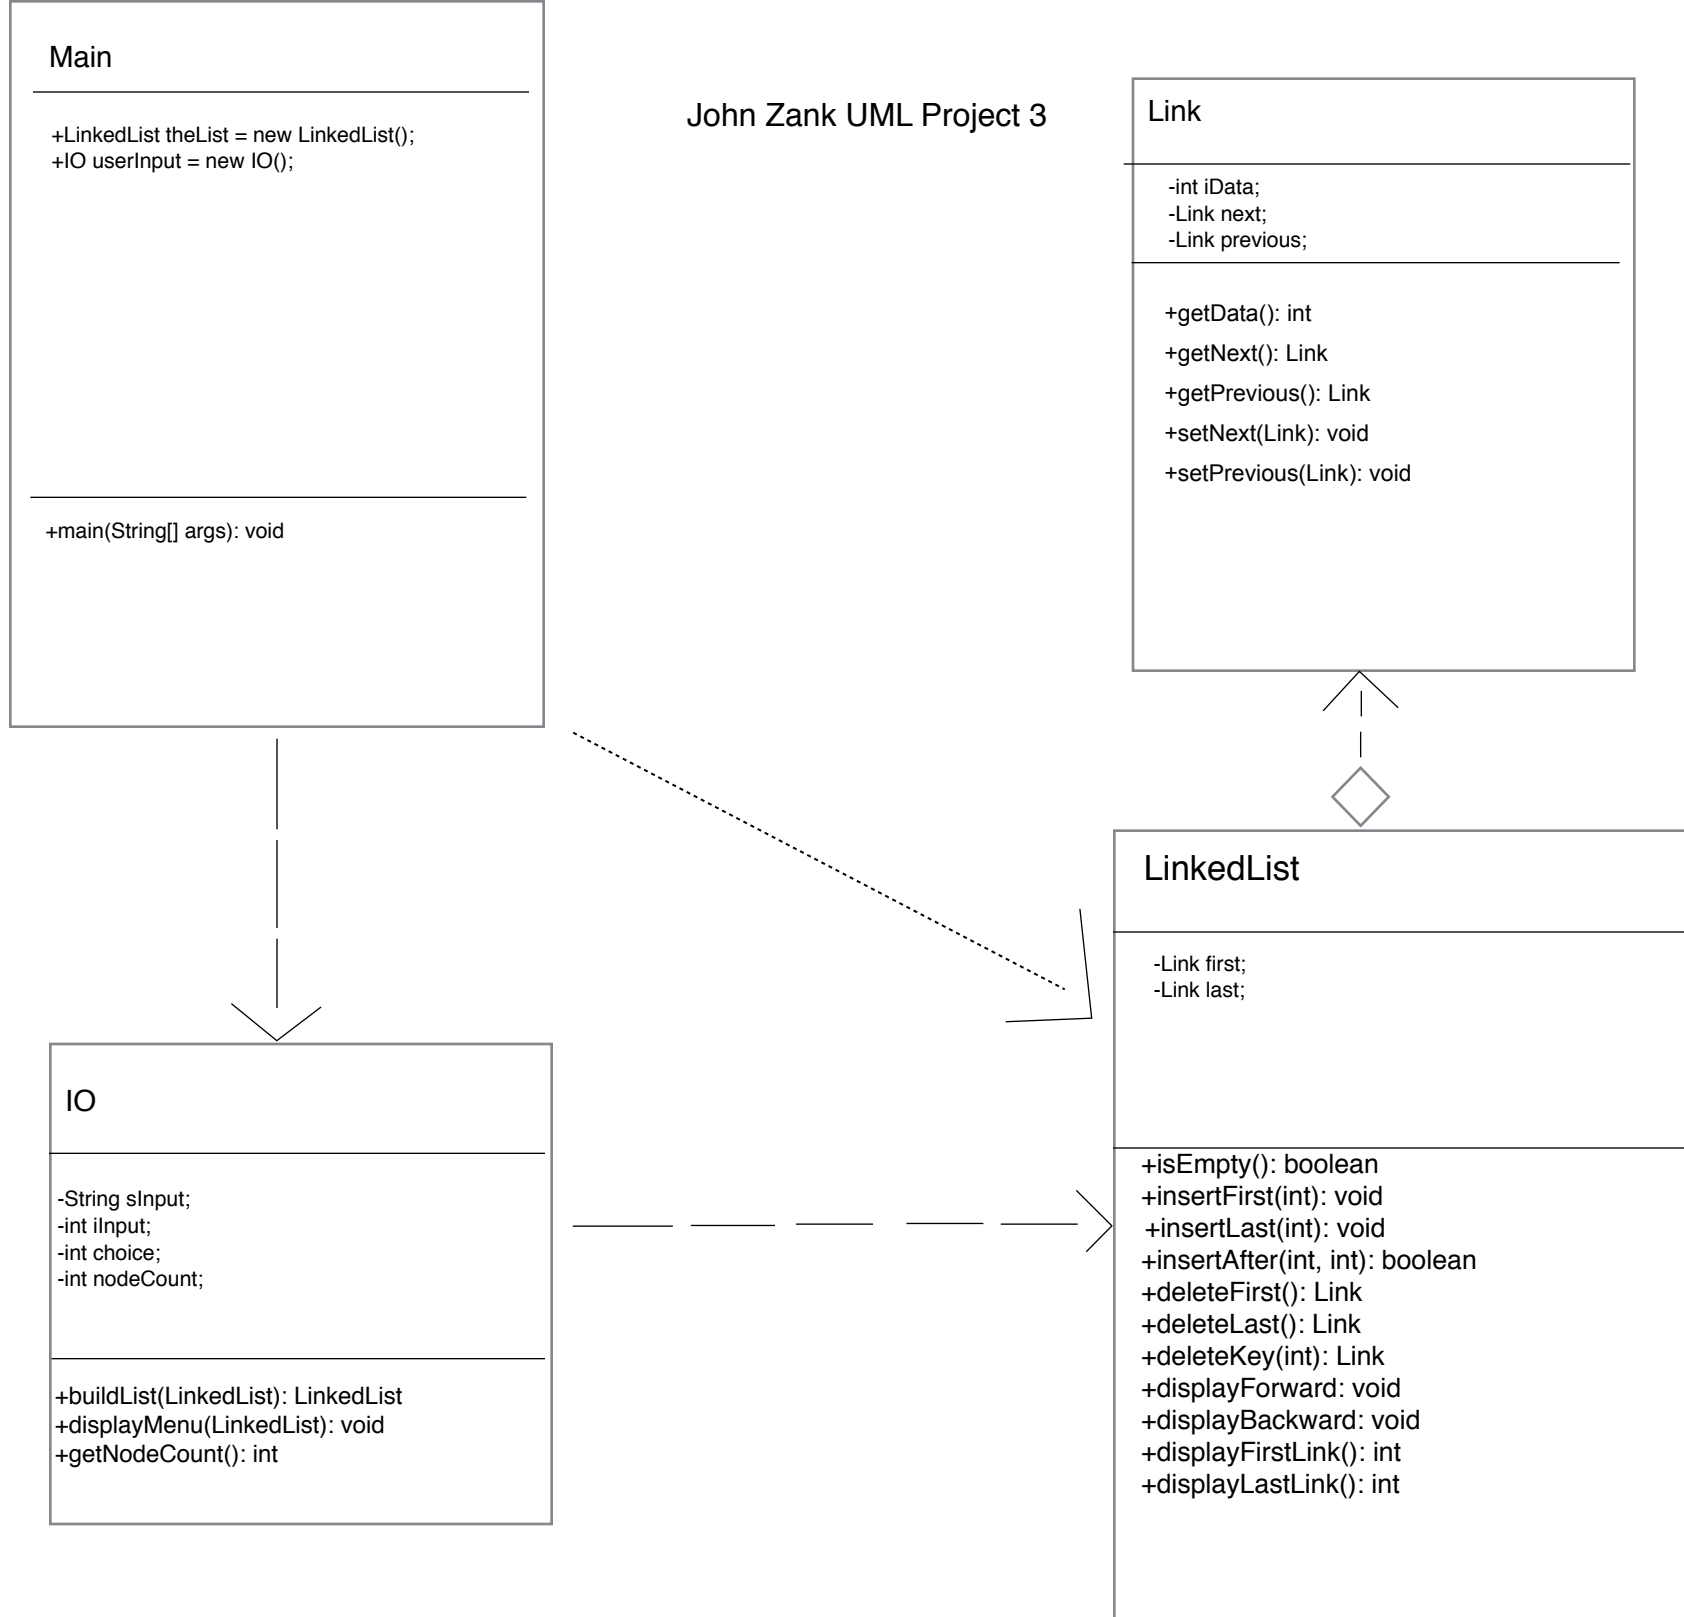 Main
+LinkedList theList = new LinkedList();
+IO userInput = new IO();
+main(String[] args): void
John Zank UML Project 3
Link
-int iData;
-Link next;
-Link previous;
+getData(): int
+getNext(): Link
+getPrevious(): Link
+setNext(Link): void
+setPrevious(Link): void
IO
-String sInput;
-int iInput;
-int choice;
-int nodeCount;
+buildList(LinkedList): LinkedList
+displayMenu(LinkedList): void
+getNodeCount(): int
LinkedList
-Link first;
-Link last;
+isEmpty(): boolean
+insertFirst(int): void
+insertLast(int): void
+insertAfter(int, int): boolean
+deleteFirst(): Link
+deleteLast(): Link
+deleteKey(int): Link
+displayForward: void
+displayBackward: void
+displayFirstLink(): int
+displayLastLink(): int